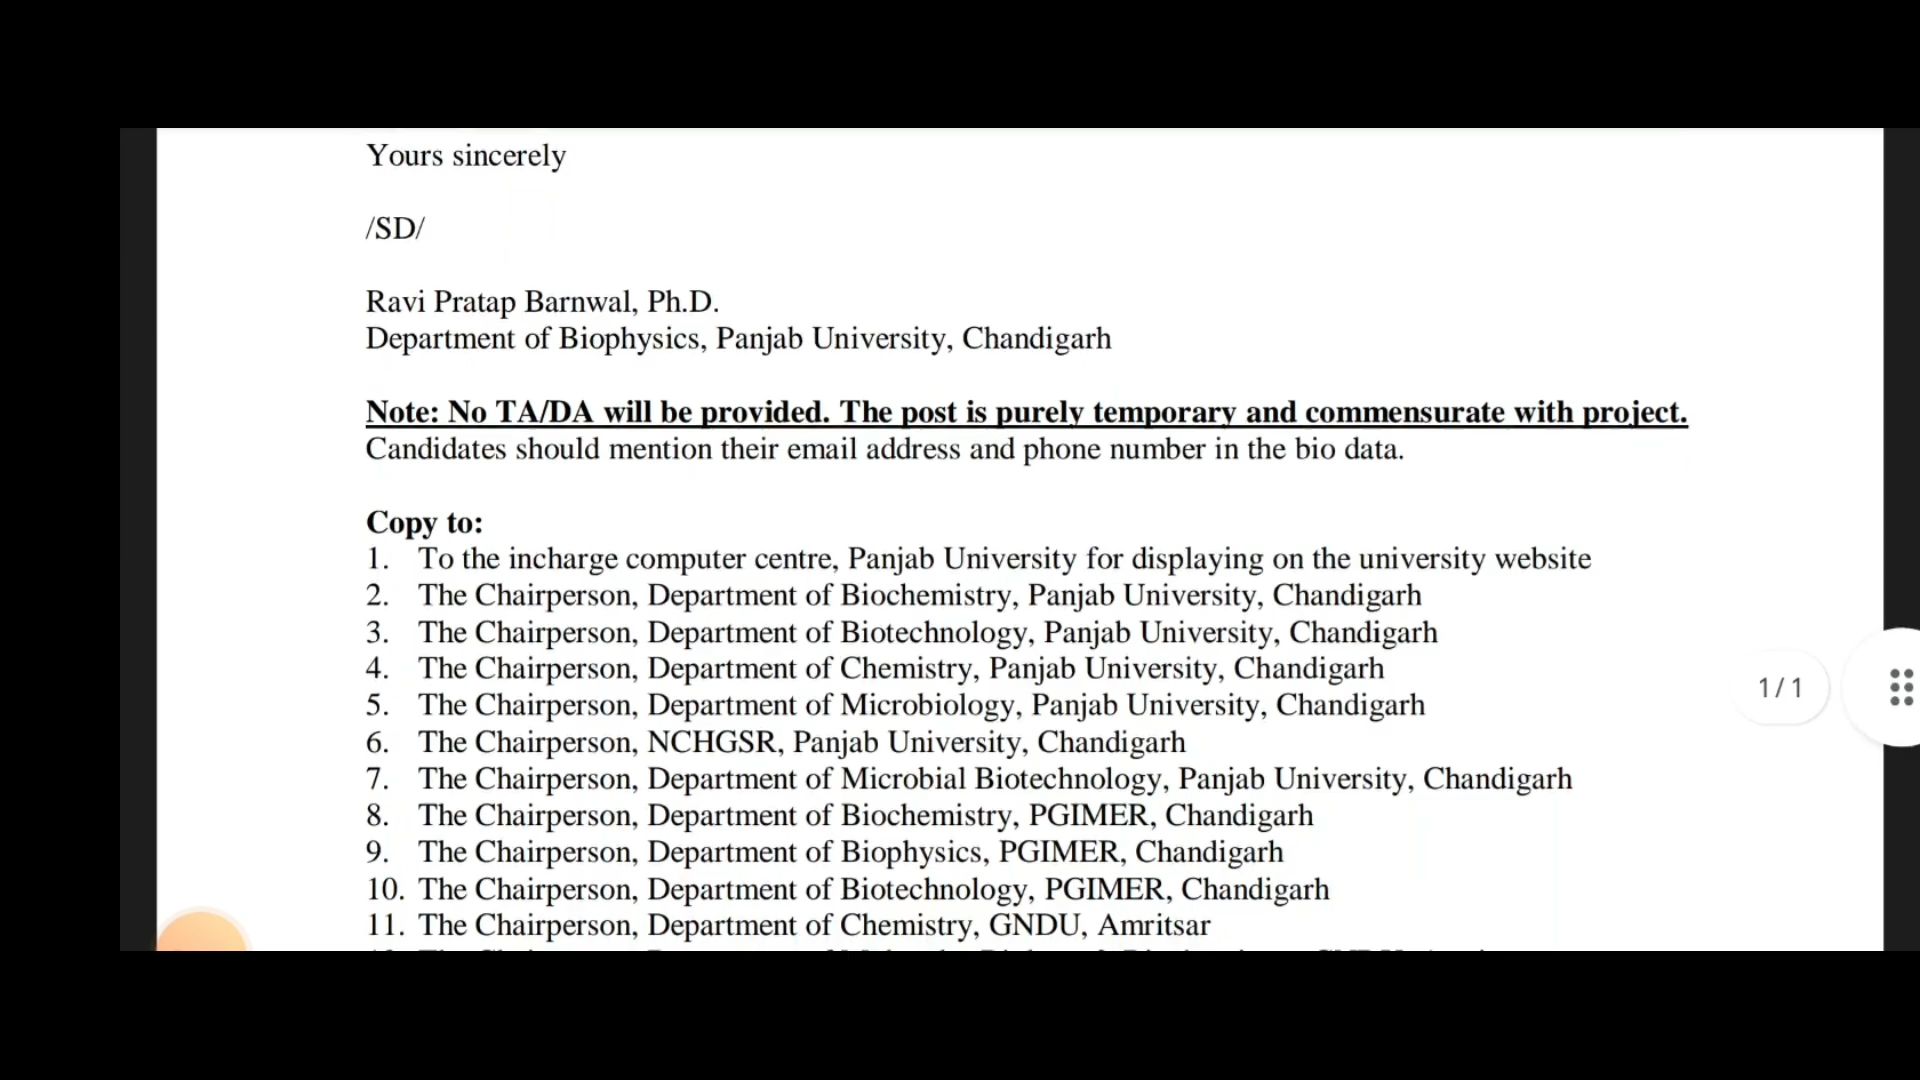 Yours sincerely
/SD/
Ravi Pratap Barnwal, Ph.D.
Department of Biophysics, Panjab University, Chandigarh
Note: No TA/DA will be provided. The post is purely temporary and commensurate with project.
Candidates should mention their email address and phone number in the bio data.
Copy to:
1. To the incharge computer centre, Panjab University for displaying on the university website
2. The Chairperson, Department of Biochemistry, Panjab University, Chandigarh
3. The Chairperson, Department of Biotechnology, Panjab University, Chandigarh
4. The Chairperson, Department of Chemistry, Panjab University, Chandigarh
5. The Chairperson, Department of Microbiology, Panjab University, Chandigarh
6. The Chairperson, NCHGSR, Panjab University, Chandigarh
7. The Chairperson, Department of Microbial Biotechnology, Panjab University, Chandigarh
8. The Chairperson, Department of Biochemistry, PGIMER, Chandigarh
9. The Chairperson, Department of Biophysics, PGIMER, Chandigarh
10. The Chairperson, Department of Biotechnology, PGIMER, Chandigarh
11. The Chairperson, Department of Chemistry, GNDU, Amritsar
1 / 1